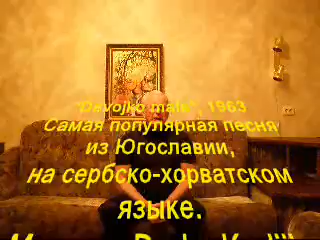 "Devojko mala", 1963
Самая популярная песня
из Югославии,
на сербско-хорватском
языке.